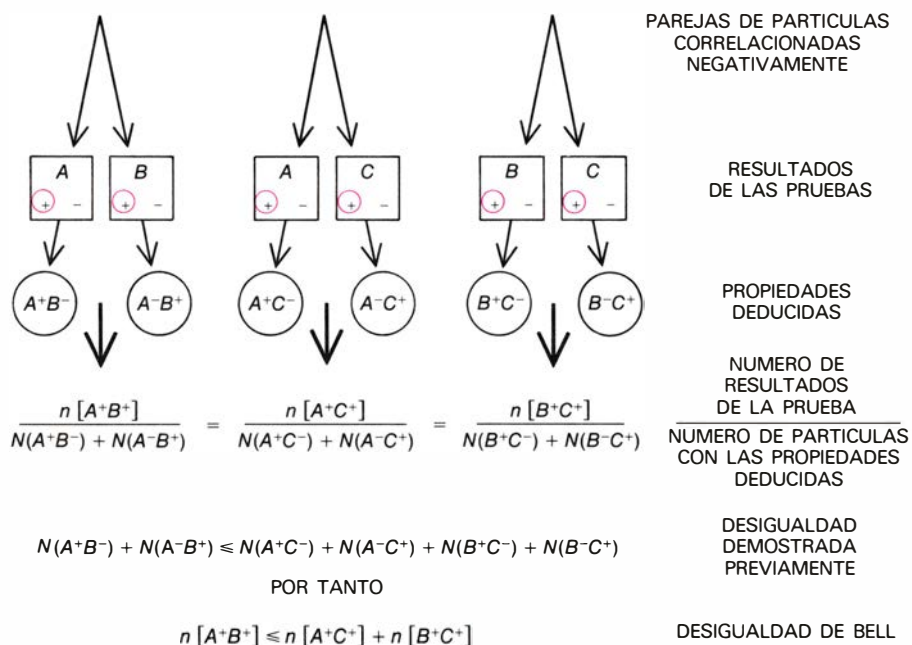 PAREJAS DE PARTICULAS
CORRELACIONADAS
NEGATIVAMENTE
A B A C B C
+ − + − + − + − + − + −
RESULTADOS
DE LAS PRUEBAS
A⁺B⁻ A⁻B⁺ A⁺C⁻ A⁻C⁺ B⁺C⁻ B⁻C⁺
PROPIEDADES
DEDUCIDAS
n [A⁺B⁺] = n [A⁺C⁺] = n [B⁺C⁺]
N(A⁺B⁻) + N(A⁻B⁺) N(A⁺C⁻) + N(A⁻C⁺) N(B⁺C⁻) + N(B⁻C⁺)
NUMERO DE
RESULTADOS
DE LA PRUEBA
NUMERO DE PARTICULAS
CON LAS PROPIEDADES
DEDUCIDAS
N(A⁺B⁻) + N(A⁻B⁺) ≤ N(A⁺C⁻) + N(A⁻C⁺) + N(B⁺C⁻) + N(B⁻C⁺)
DESIGUALDAD
DEMOSTRADA
PREVIAMENTE
POR TANTO
n [A⁺B⁺] ≤ n [A⁺C⁺] + n [B⁺C⁺]
DESIGUALDAD DE BELL